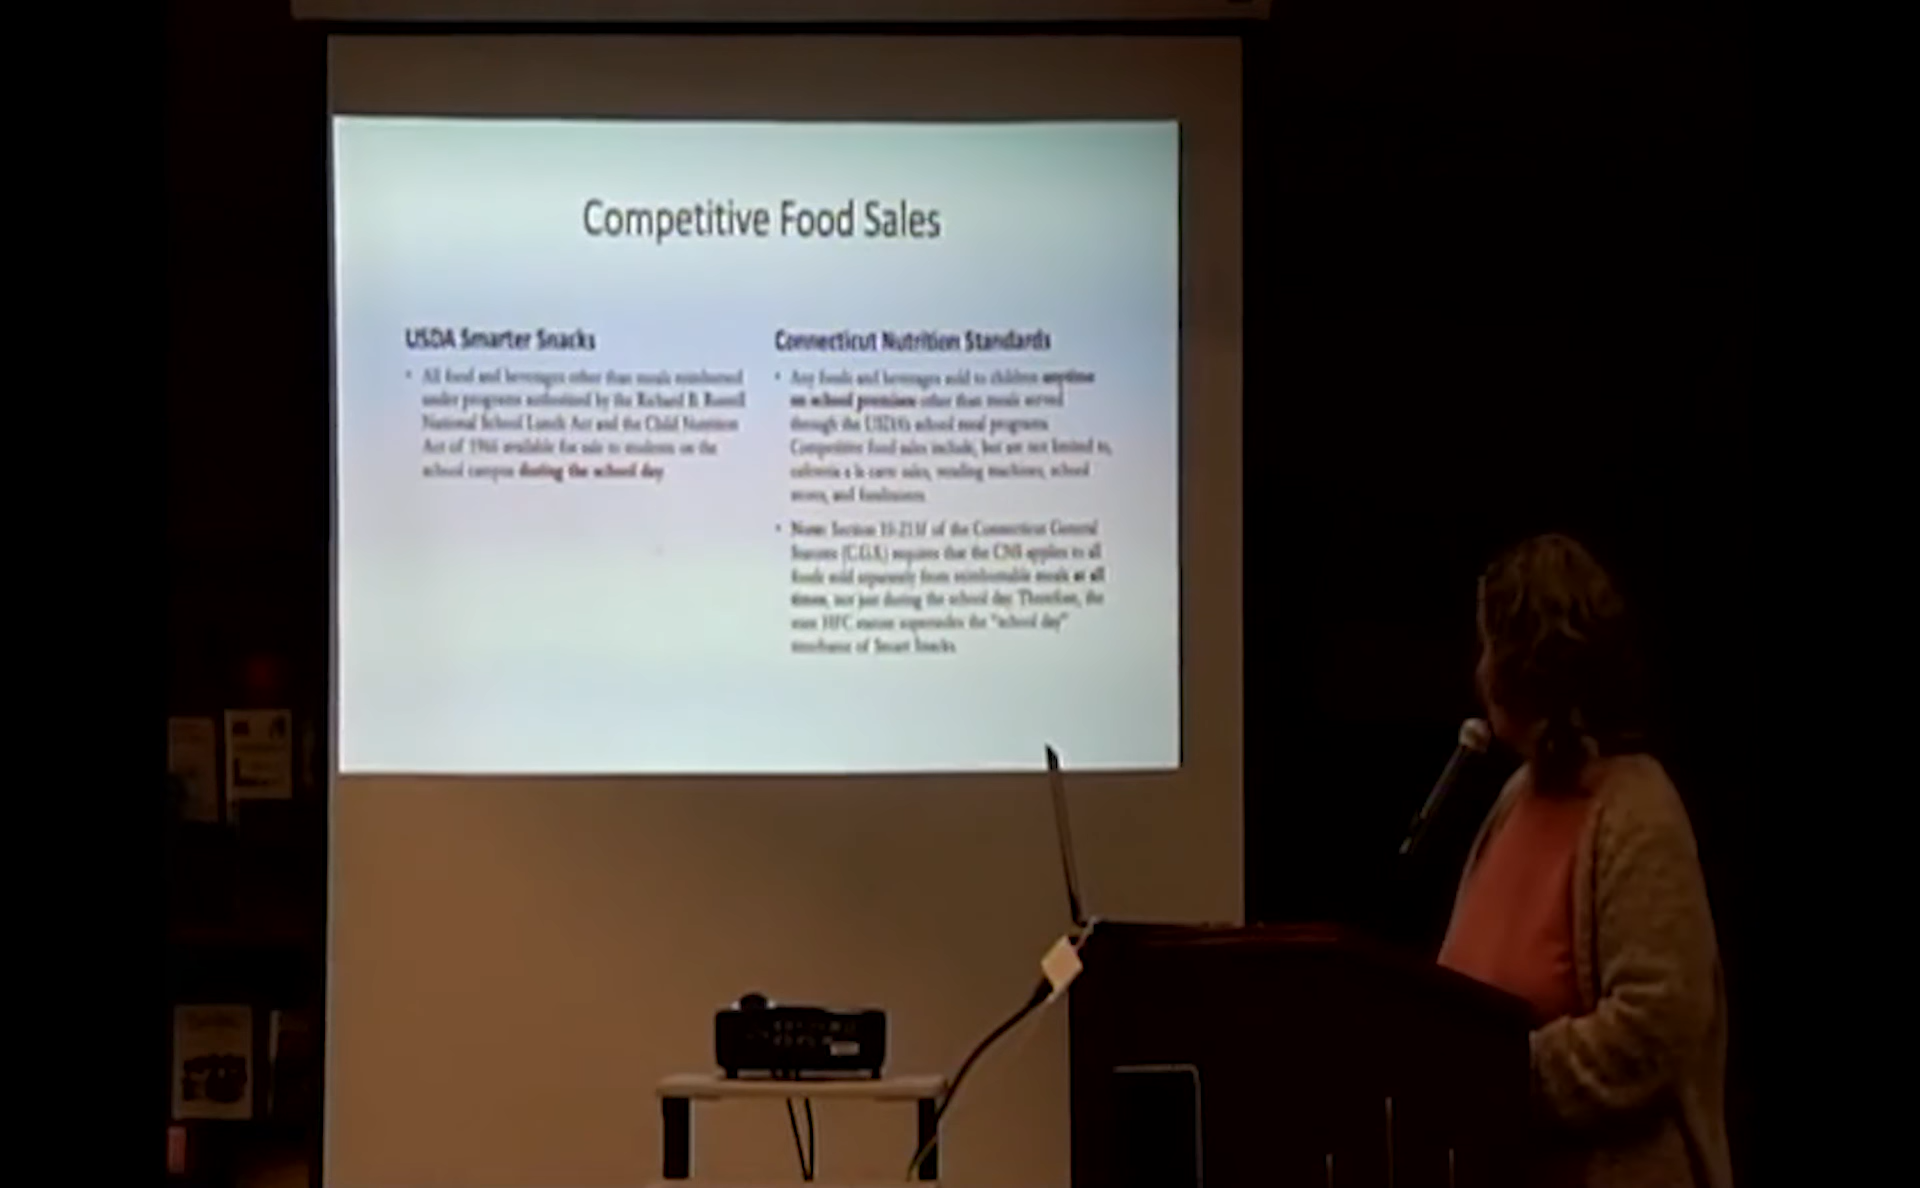 Competitive Food Sales
USDA Smarter Snacks
• All food and beverages other than meals reimbursed
under programs authorized by the Richard B. Russell
National School Lunch Act and the Child Nutrition
Act of 1966 available for sale to students on the
school campus during the school day
Connecticut Nutrition Standards
• Any foods and beverages sold to children anytime
on school premises other than meals served
through the USDA's school meal programs.
Competitive food sales include, but are not limited to,
cafeteria a la carte sales, vending machines, school
stores, and fundraisers.
• Note: Section 10-215f of the Connecticut General
Statutes (C.G.S.) requires that the CNS applies to all
foods sold separately from reimbursable meals at all
times, not just during the school day. Therefore, the
state HFC statute supersedes the "school day"
timeframe of Smart Snacks.